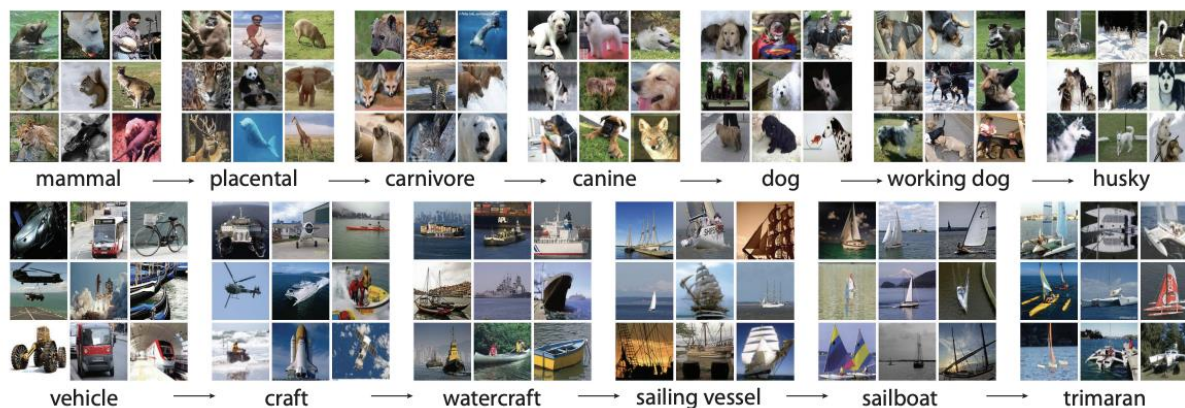 mammal → placental → carnivore → canine → dog → working dog → husky
vehicle → craft → watercraft → sailing vessel → sailboat → trimaran